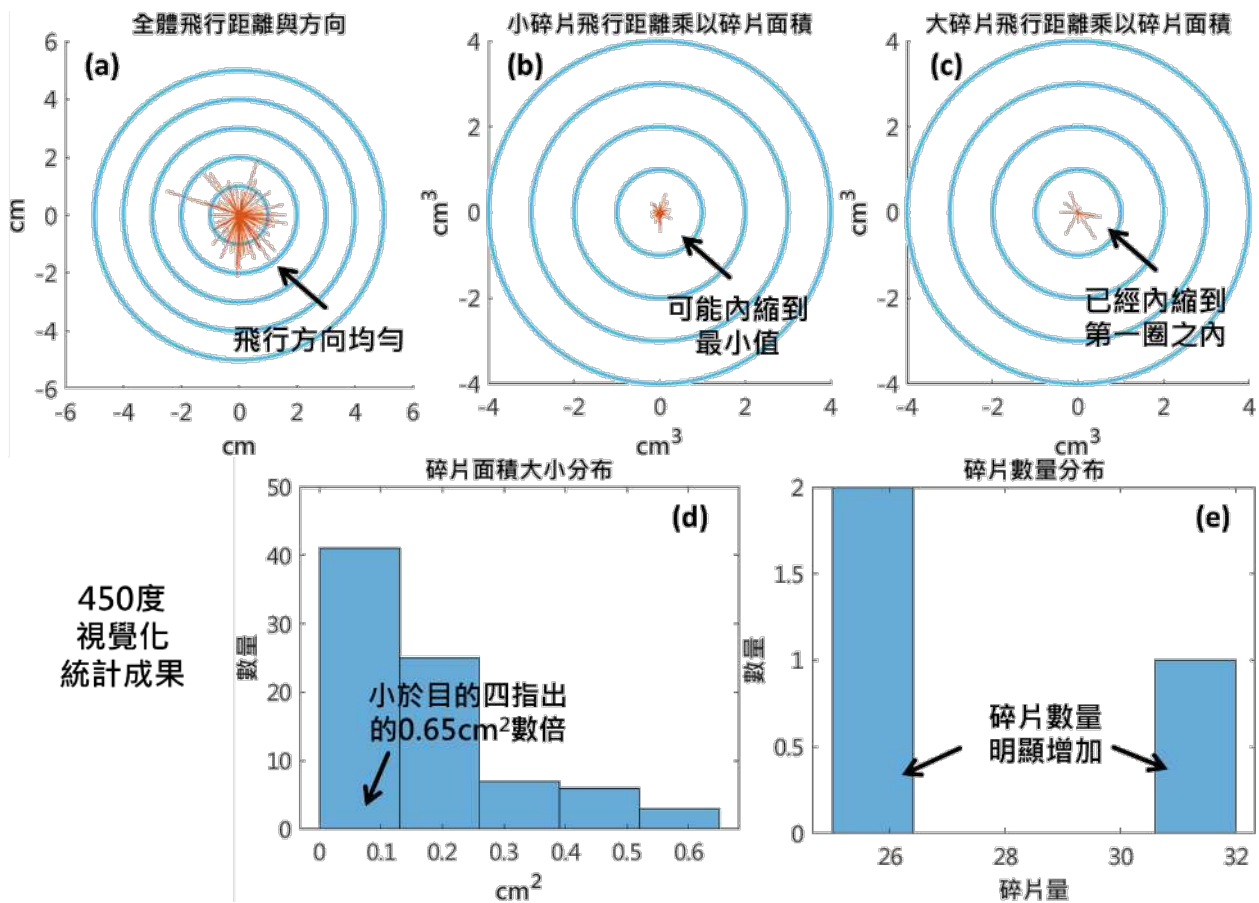 全體飛行距離與方向
(a)
6
4
2
0
-2
-4
-6
cm
-6 -4 -2 0 2 4 6
cm
飛行方向均勻
小碎片飛行距離乘以碎片面積
(b)
4
2
0
-2
-4
cm³
-4 -2 0 2 4
cm³
可能內縮到
最小值
大碎片飛行距離乘以碎片面積
(c)
4
2
0
-2
-4
cm³
-4 -2 0 2 4
cm³
已經內縮到
第一圈之內
450度
視覺化
統計成果
碎片面積大小分布
(d)
50
40
30
20
10
0
數量
0 0.1 0.2 0.3 0.4 0.5 0.6
cm²
小於目的四指出
的0.65cm²數倍
碎片數量分布
(e)
2
1.5
1
0.5
0
數量
26 28 30 32
碎片量
碎片數量
明顯增加